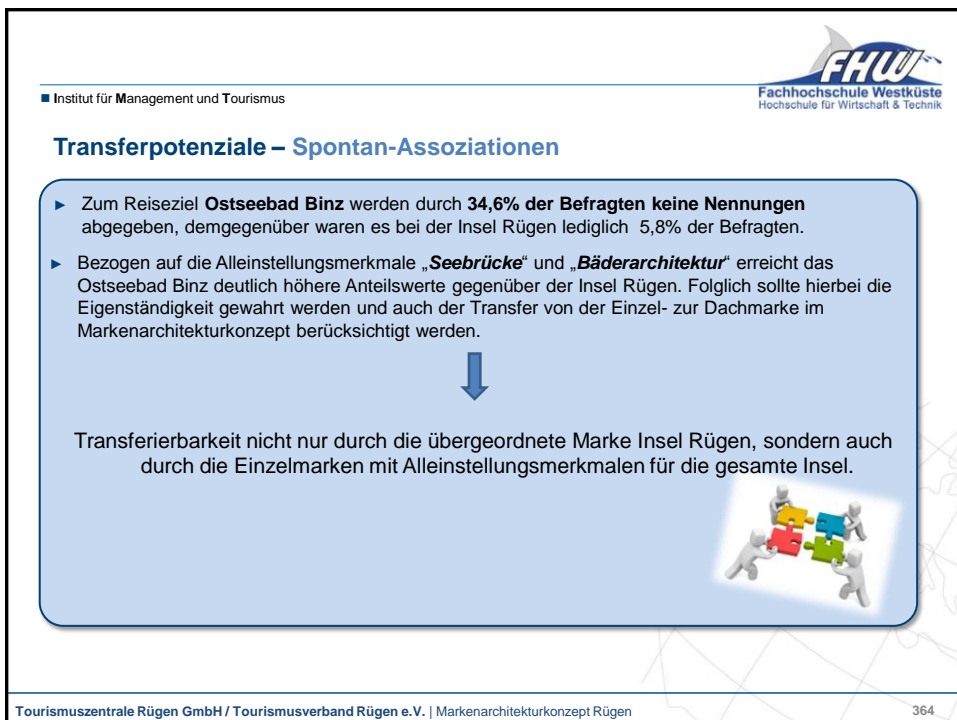 FHW
Fachhochschule Westküste
Hochschule für Wirtschaft & Technik
■ Institut für Management und Tourismus
Transferpotenziale – Spontan-Assoziationen
► Zum Reiseziel Ostseebad Binz werden durch 34,6% der Befragten keine Nennungen
abgegeben, demgegenüber waren es bei der Insel Rügen lediglich 5,8% der Befragten.
► Bezogen auf die Alleinstellungsmerkmale „Seebrücke“ und „Bäderarchitektur“ erreicht das
Ostseebad Binz deutlich höhere Anteilswerte gegenüber der Insel Rügen. Folglich sollte hierbei die
Eigenständigkeit gewahrt werden und auch der Transfer von der Einzel- zur Dachmarke im
Markenarchitekturkonzept berücksichtigt werden.
Transferierbarkeit nicht nur durch die übergeordnete Marke Insel Rügen, sondern auch
durch die Einzelmarken mit Alleinstellungsmerkmalen für die gesamte Insel.
Tourismuszentrale Rügen GmbH / Tourismusverband Rügen e.V. | Markenarchitekturkonzept Rügen
364